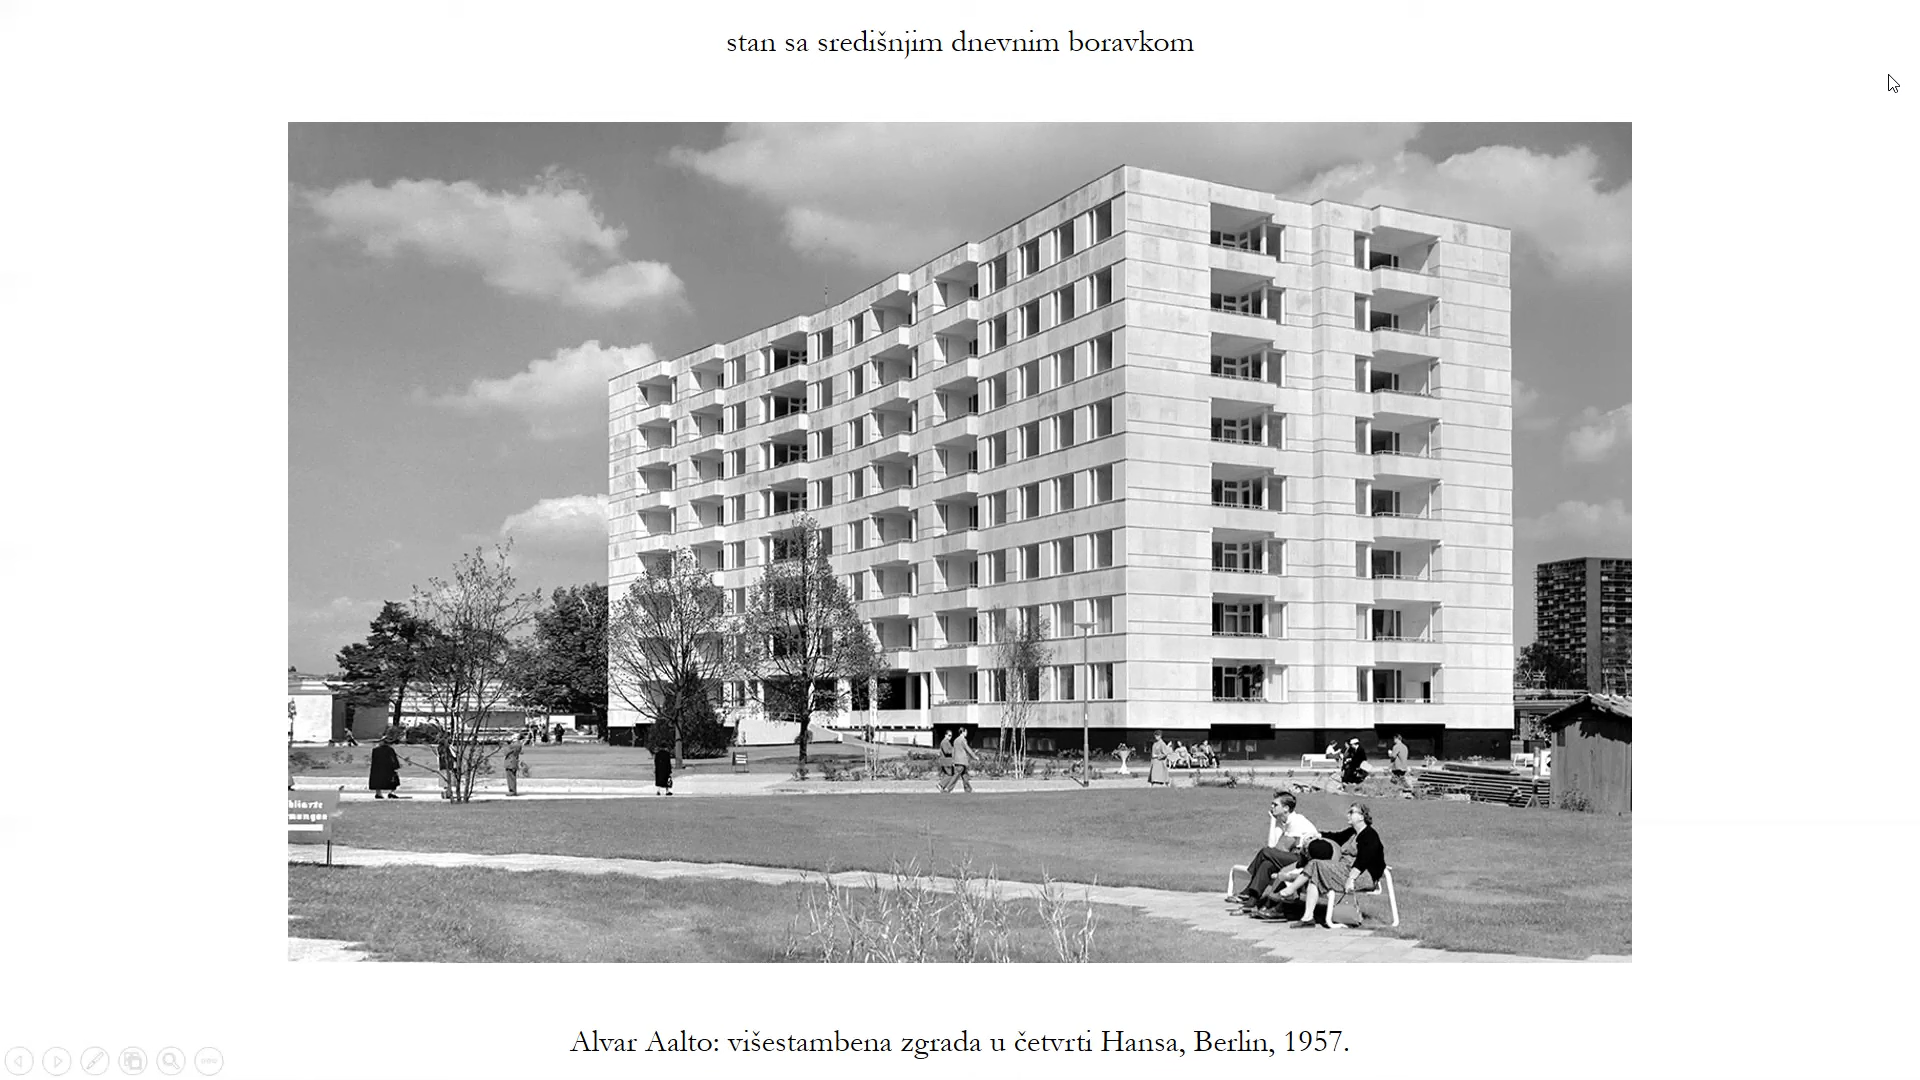 stan sa središnjim dnevnim boravkom
Alvar Aalto: višestambena zgrada u četvrti Hansa, Berlin, 1957.